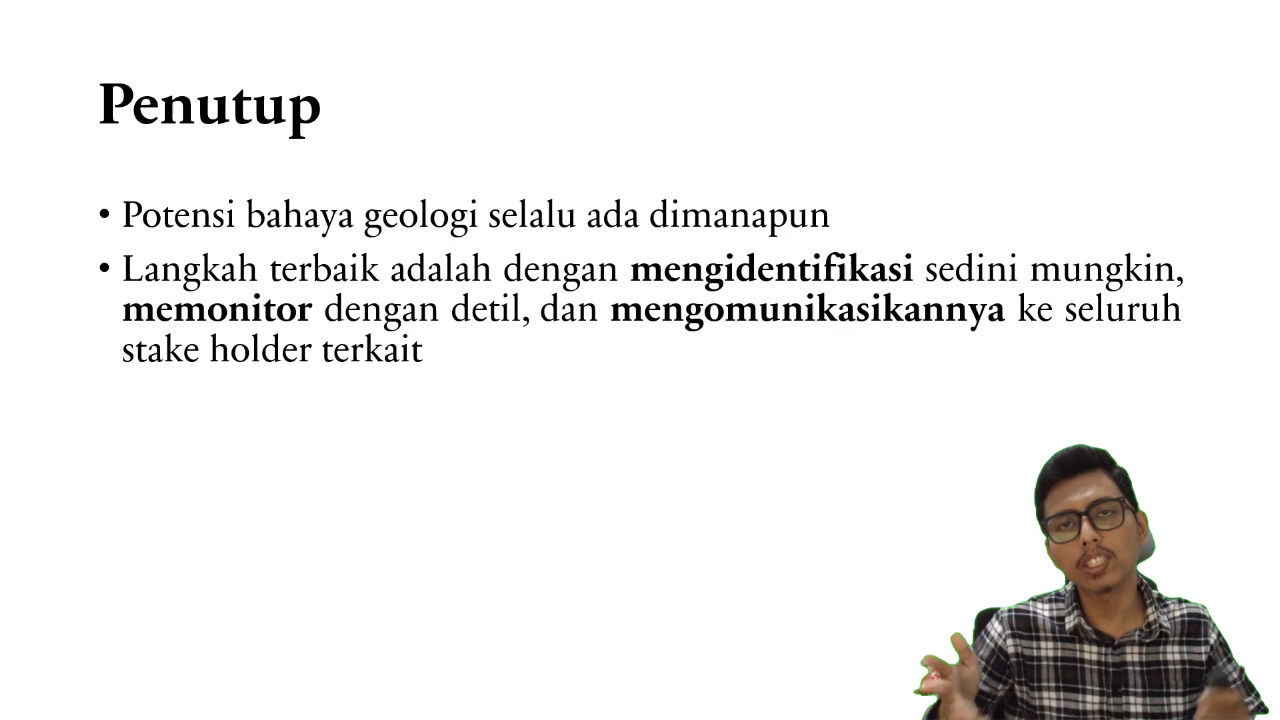 Penutup
• Potensi bahaya geologi selalu ada dimanapun
• Langkah terbaik adalah dengan mengidentifikasi sedini mungkin,
memonitor dengan detil, dan mengomunikasikannya ke seluruh
stake holder terkait